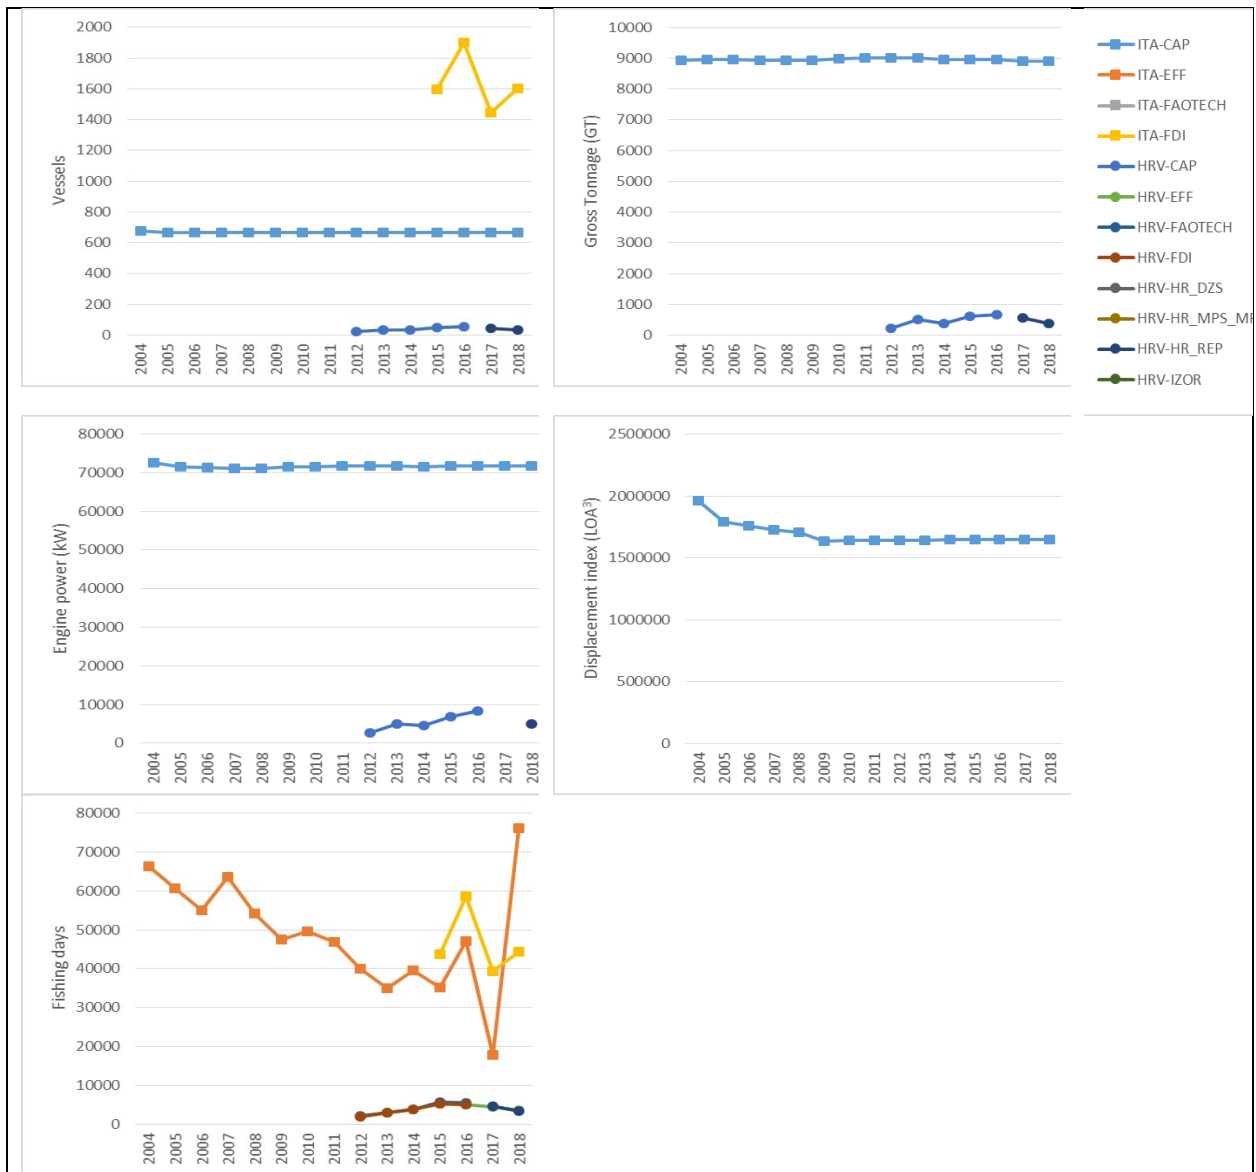 Vessels
2000
1800
1600
1400
1200
1000
800
600
400
200
0
2004 2005 2006 2007 2008 2009 2010 2011 2012 2013 2014 2015 2016 2017 2018
Gross Tonnage (GT)
10000
9000
8000
7000
6000
5000
4000
3000
2000
1000
0
2004 2005 2006 2007 2008 2009 2010 2011 2012 2013 2014 2015 2016 2017 2018
ITA-CAP
ITA-EFF
ITA-FAOTECH
ITA-FDI
HRV-CAP
HRV-EFF
HRV-FAOTECH
HRV-FDI
HRV-HR_DZS
HRV-HR_MPS_MF
HRV-HR_REP
HRV-IZOR
Engine power (kW)
80000
70000
60000
50000
40000
30000
20000
10000
0
2004 2005 2006 2007 2008 2009 2010 2011 2012 2013 2014 2015 2016 2017 2018
Displacement index (LOA³)
2500000
2000000
1500000
1000000
500000
0
2004 2005 2006 2007 2008 2009 2010 2011 2012 2013 2014 2015 2016 2017 2018
Fishing days
80000
70000
60000
50000
40000
30000
20000
10000
0
2004 2005 2006 2007 2008 2009 2010 2011 2012 2013 2014 2015 2016 2017 2018